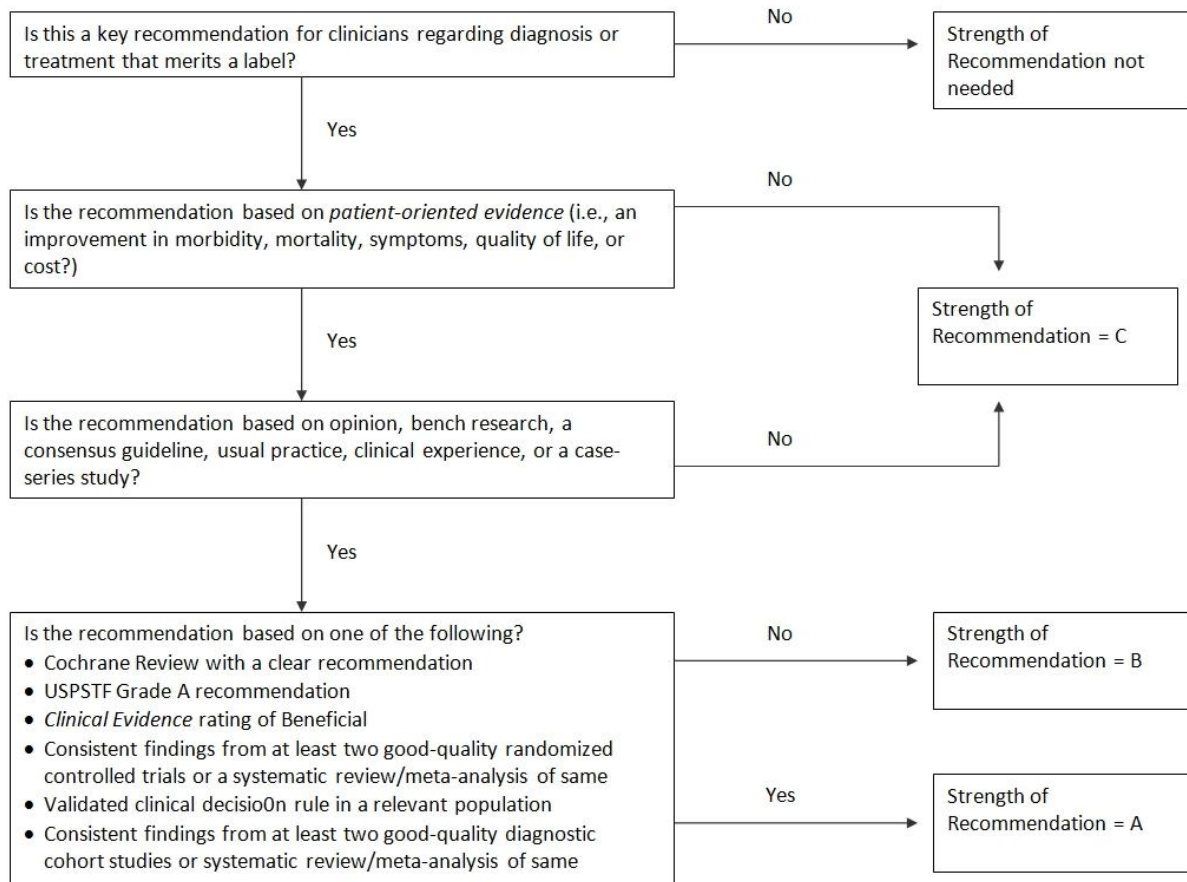 Is this a key recommendation for clinicians regarding diagnosis or
treatment that merits a label?
No
Strength of
Recommendation not
needed
Yes
Is the recommendation based on patient-oriented evidence (i.e., an
improvement in morbidity, mortality, symptoms, quality of life, or
cost?)
No
Strength of
Recommendation = C
Yes
Is the recommendation based on opinion, bench research, a
consensus guideline, usual practice, clinical experience, or a case-
series study?
No
Yes
Is the recommendation based on one of the following?
• Cochrane Review with a clear recommendation
• USPSTF Grade A recommendation
• Clinical Evidence rating of Beneficial
• Consistent findings from at least two good-quality randomized
controlled trials or a systematic review/meta-analysis of same
• Validated clinical decisio0n rule in a relevant population
• Consistent findings from at least two good-quality diagnostic
cohort studies or systematic review/meta-analysis of same
No
Strength of
Recommendation = B
Yes
Strength of
Recommendation = A